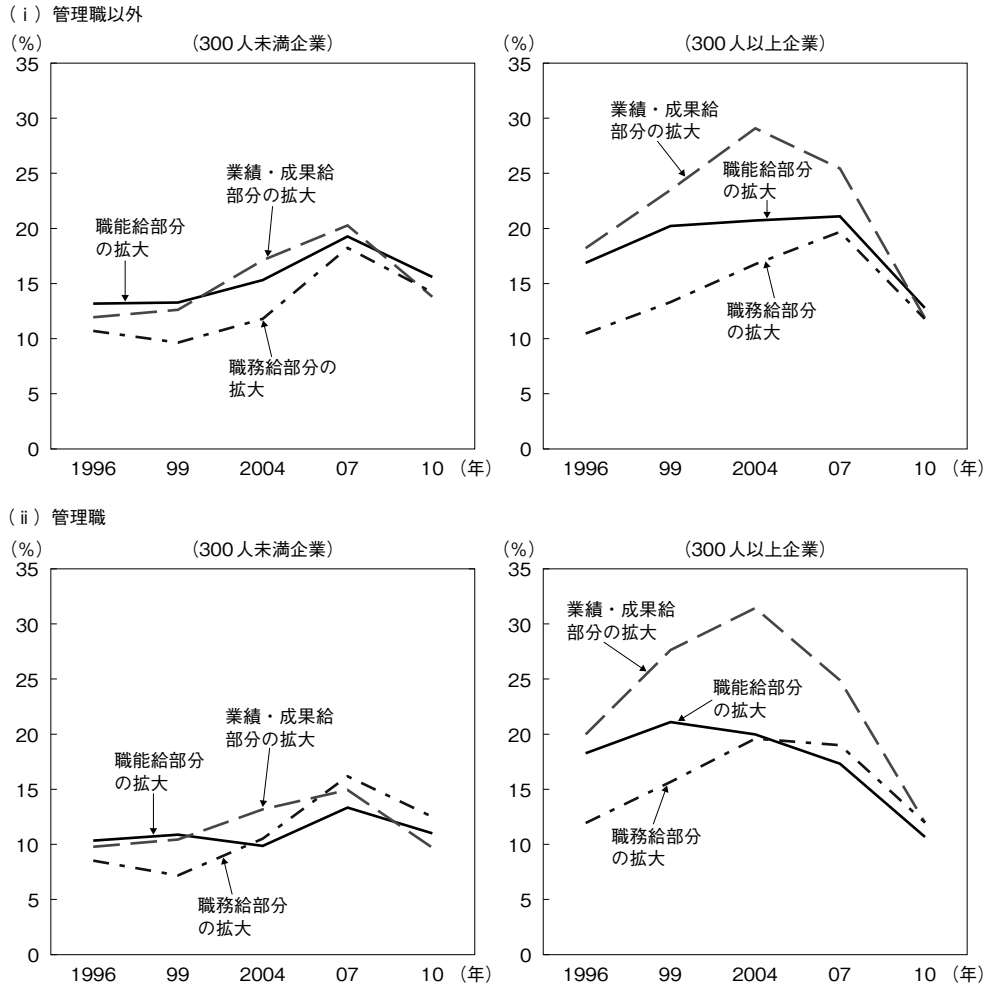 （ⅰ）管理職以外
（%）
（300人未満企業）
35
30
25
20
15
10
5
0
業績・成果給
部分の拡大
職能給部分
の拡大
職務給部分の
拡大
1996 99 2004 07 10（年）
（%）
（300人以上企業）
35
30
25
20
15
10
5
0
業績・成果給
部分の拡大
職能給部分
の拡大
職務給部分
の拡大
1996 99 2004 07 10（年）
（ⅱ）管理職
（%）
（300人未満企業）
35
30
25
20
15
10
5
0
業績・成果給
部分の拡大
職能給部分
の拡大
職務給部分
の拡大
1996 99 2004 07 10（年）
（%）
（300人以上企業）
35
30
25
20
15
10
5
0
業績・成果給
部分の拡大
職能給部分
の拡大
職務給部分
の拡大
1996 99 2004 07 10（年）